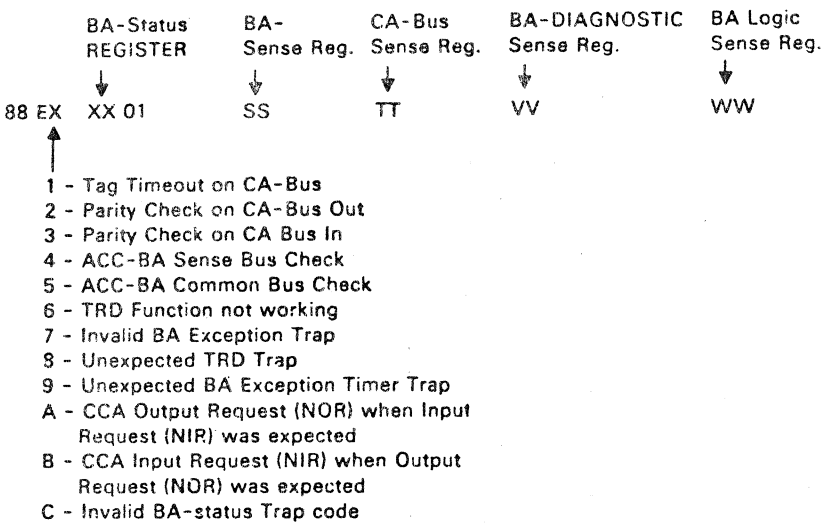 BA-Status BA- CA-Bus BA-DIAGNOSTIC BA Logic
REGISTER Sense Reg. Sense Reg. Sense Reg. Sense Reg.
88 EX XX 01 SS TT VV WW
1 - Tag Timeout on CA-Bus
2 - Parity Check on CA-Bus Out
3 - Parity Check on CA Bus In
4 - ACC-BA Sense Bus Check
5 - ACC-BA Common Bus Check
6 - TRD Function not working
7 - Invalid BA Exception Trap
8 - Unexpected TRD Trap
9 - Unexpected BA Exception Timer Trap
A - CCA Output Request (NOR) when Input
Request (NIR) was expected
B - CCA Input Request (NIR) when Output
Request (NOR) was expected
C - Invalid BA-status Trap code